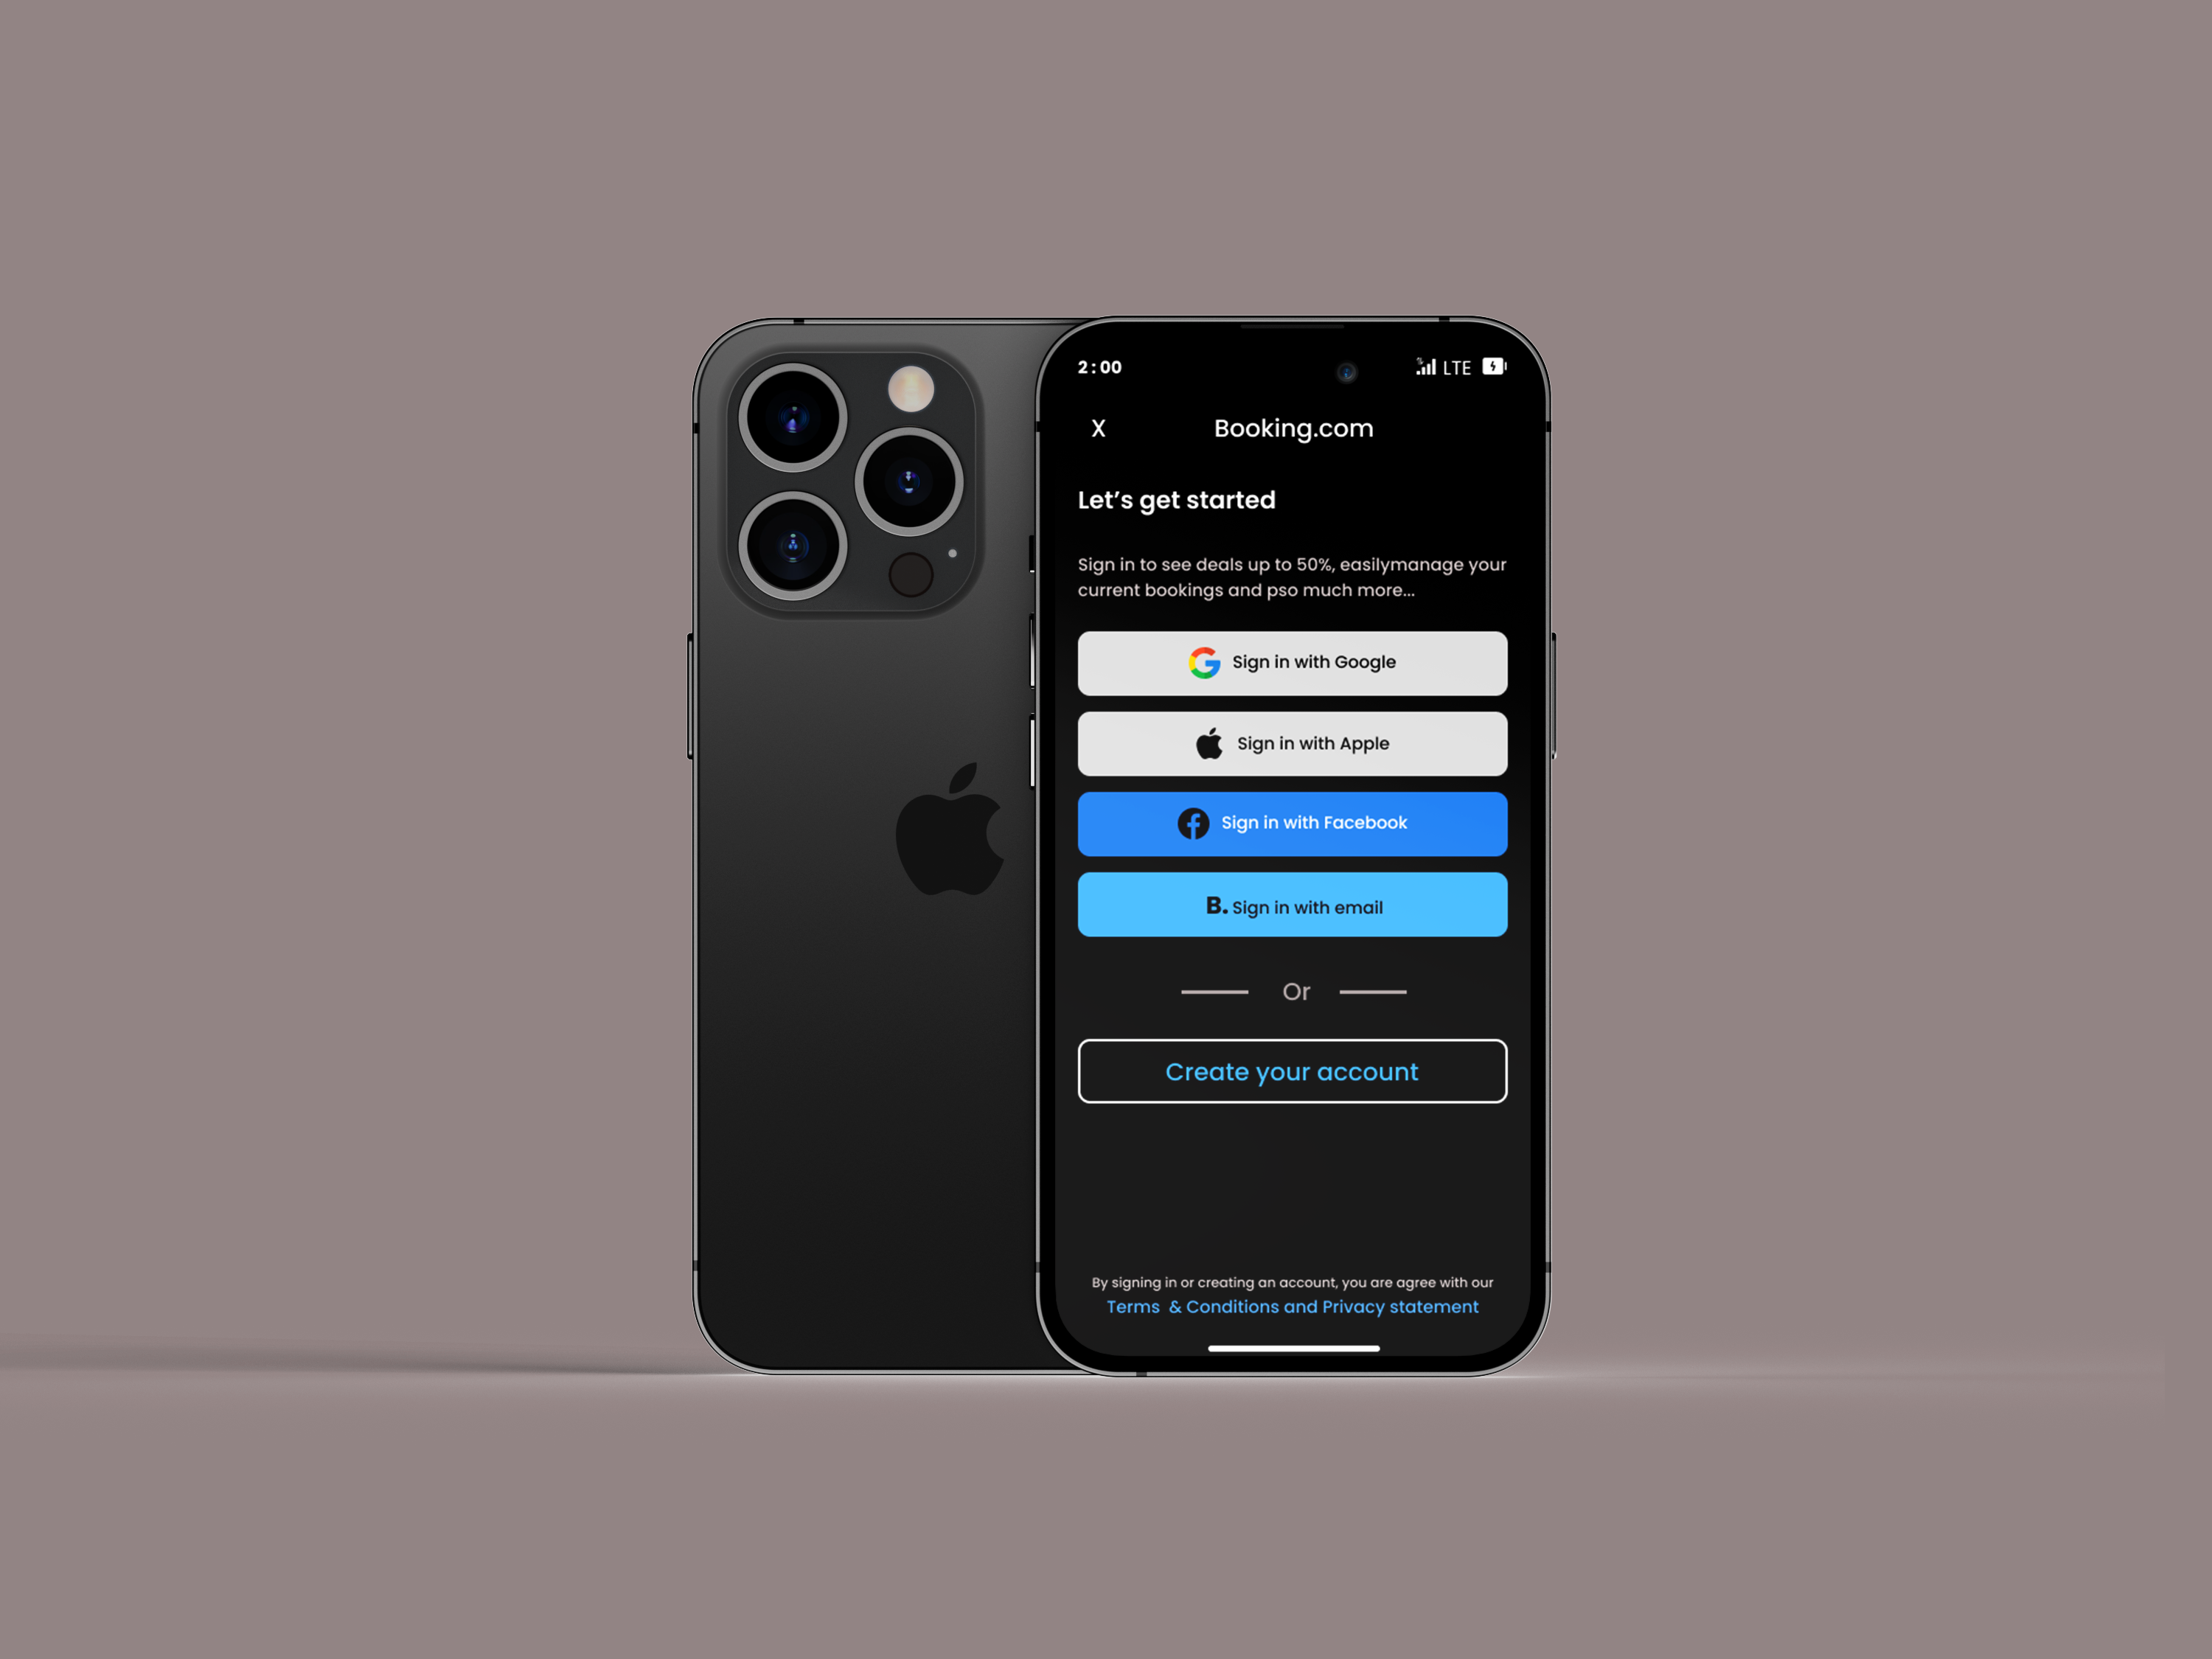 2:00 LTE
X Booking.com
Let’s get started
Sign in to see deals up to 50%, easilymanage your
current bookings and pso much more...
Sign in with Google
Sign in with Apple
Sign in with Facebook
B. Sign in with email
Or
Create your account
By signing in or creating an account, you are agree with our
Terms & Conditions and Privacy statement